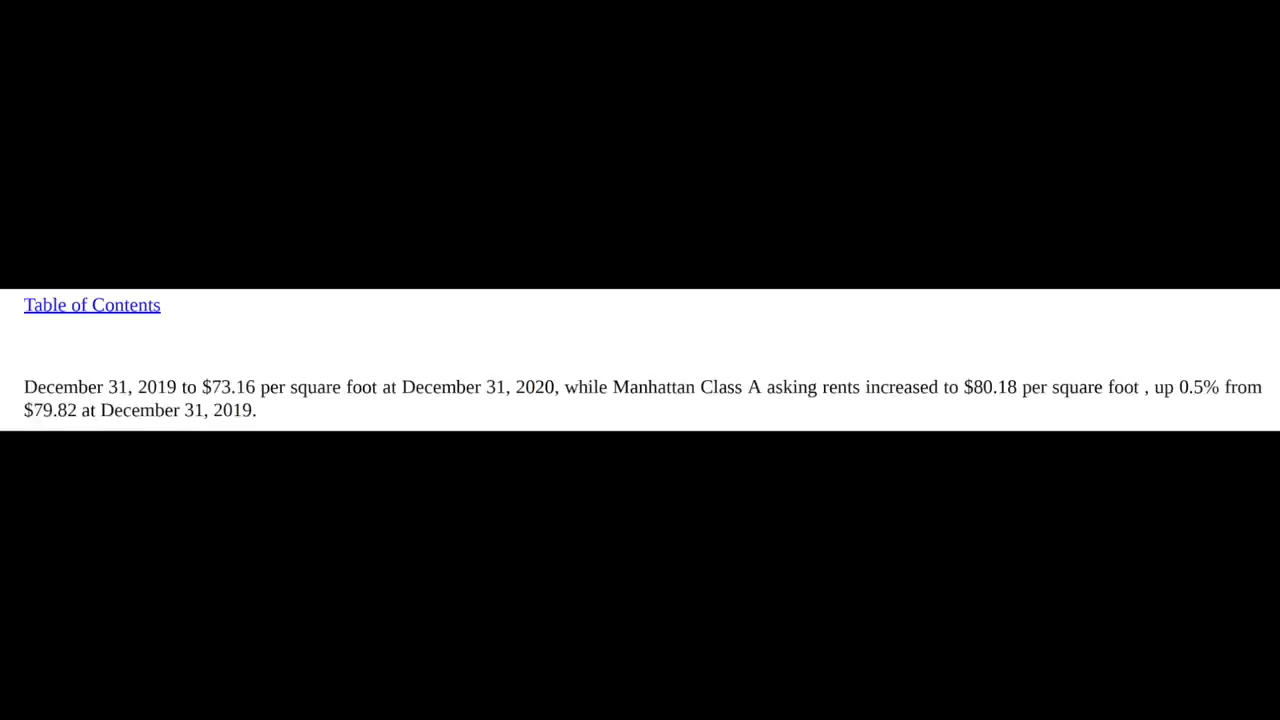 Table of Contents
December 31, 2019 to $73.16 per square foot at December 31, 2020, while Manhattan Class A asking rents increased to $80.18 per square foot , up 0.5% from
$79.82 at December 31, 2019.